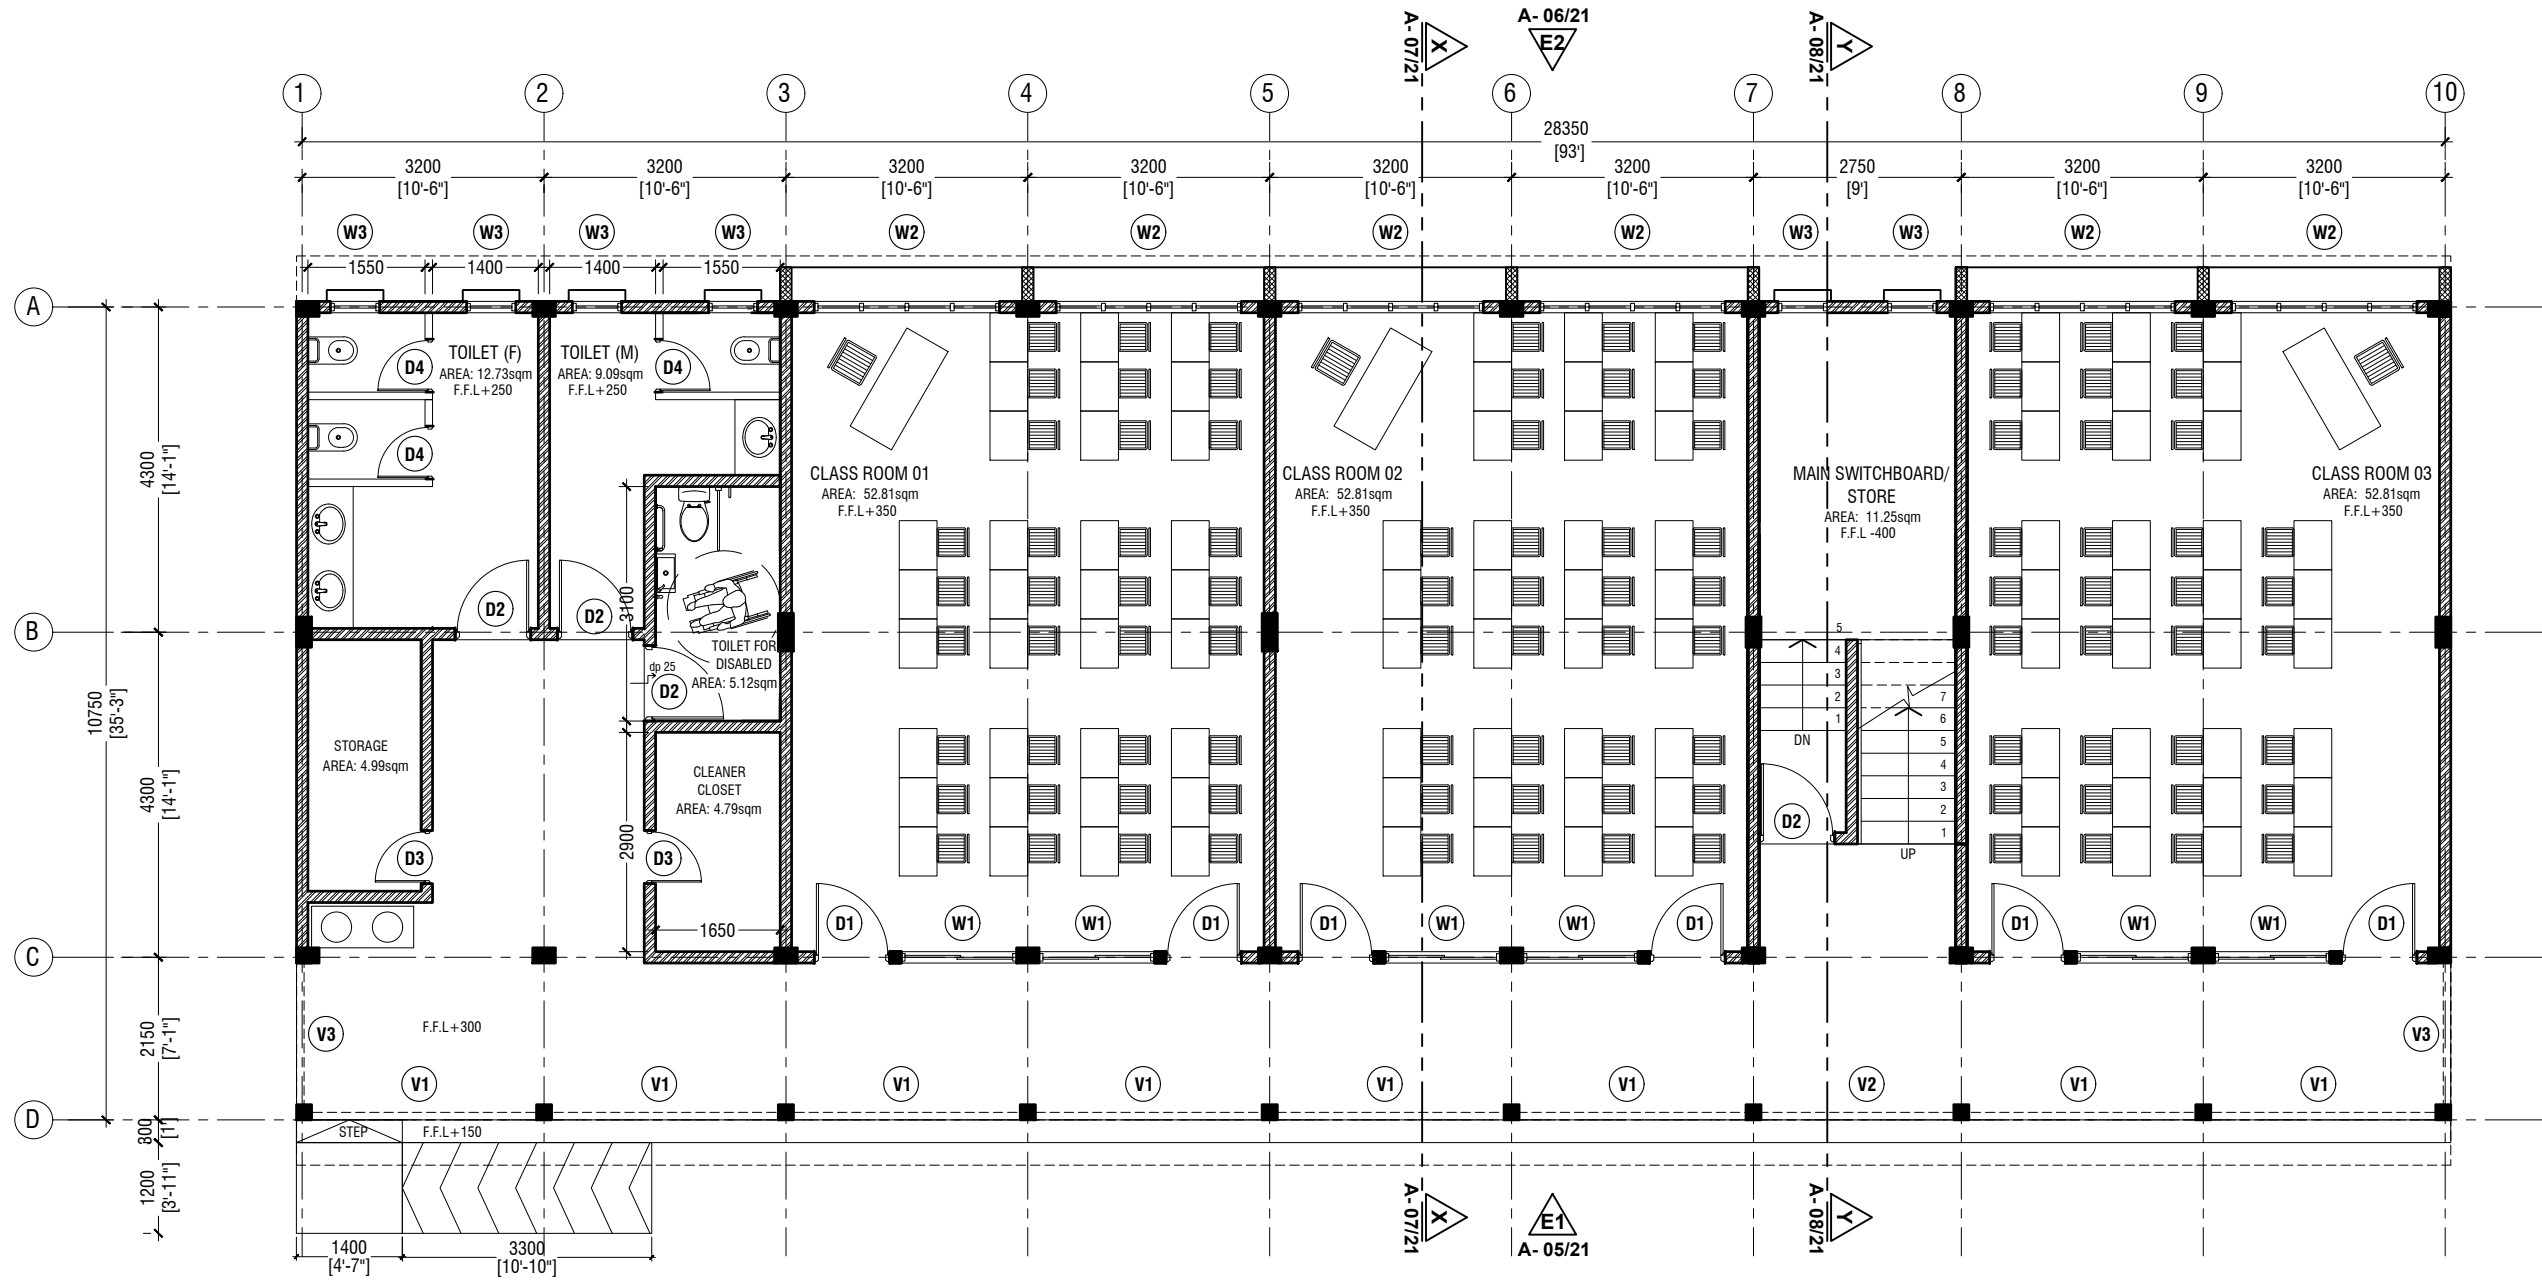 A- 06/21
E2
A- 07/21
X
A- 08/21
Y
1
2
3
4
5
6
7
8
9
10
28350
[93']
3200
[10'-6"]
3200
[10'-6"]
3200
[10'-6"]
3200
[10'-6"]
3200
[10'-6"]
3200
[10'-6"]
2750
[9']
3200
[10'-6"]
3200
[10'-6"]
W3
W3
W3
W3
W2
W2
W2
W2
W3
W3
W2
W2
1550
1400
1400
1550
A
B
C
D
10750
[35'-3"]
4300
[14'-1"]
4300
[14'-1"]
2150
[7'-1"]
300
[1']
1200
[3'-11"]
TOILET (F)
AREA: 12.73sqm
F.F.L+250
D4
D4
D2
TOILET (M)
AREA: 9.09sqm
F.F.L+250
D4
D2
3100
TOILET FOR
DISABLED
AREA: 5.12sqm
dp 25
D2
STORAGE
AREA: 4.99sqm
D3
CLEANER
CLOSET
AREA: 4.79sqm
D3
2900
1650
CLASS ROOM 01
AREA: 52.81sqm
F.F.L+350
CLASS ROOM 02
AREA: 52.81sqm
F.F.L+350
MAIN SWITCHBOARD/
STORE
AREA: 11.25sqm
F.F.L -400
CLASS ROOM 03
AREA: 52.81sqm
F.F.L+350
5
4
3
2
1
DN
7
6
5
4
3
2
1
UP
D2
D1
W1
W1
D1
D1
W1
W1
D1
D1
W1
W1
D1
V3
F.F.L+300
V3
V1
V1
V1
V1
V1
V1
V2
V1
V1
STEP
F.F.L+150
1400
[4'-7"]
3300
[10'-10"]
A- 07/21
X
E1
A- 05/21
A- 08/21
Y